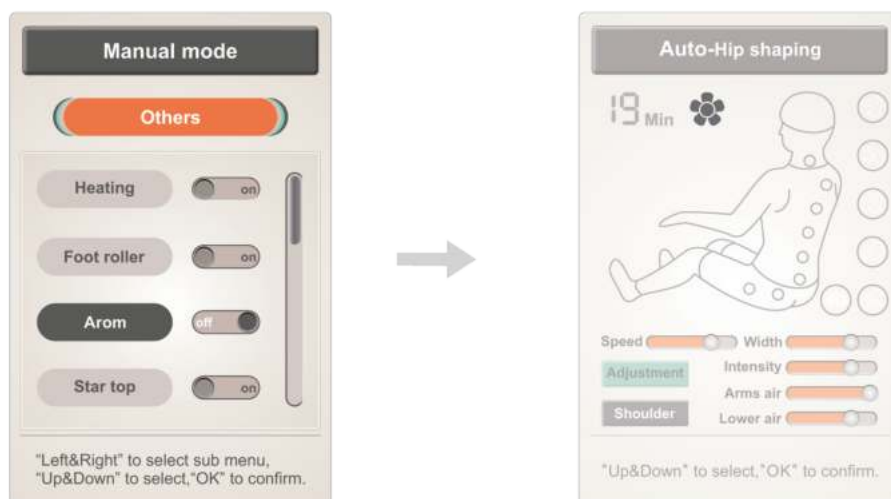 Manual mode
Others
Heating on
Foot roller on
Arom off
Star top on
“Left&Right” to select sub menu,
“Up&Down” to select,“OK” to confirm.
Auto-Hip shaping
19 Min
Speed Width
Adjustment Intensity
Arms air
Shoulder Lower air
"Up&Down" to select,"OK" to confirm.